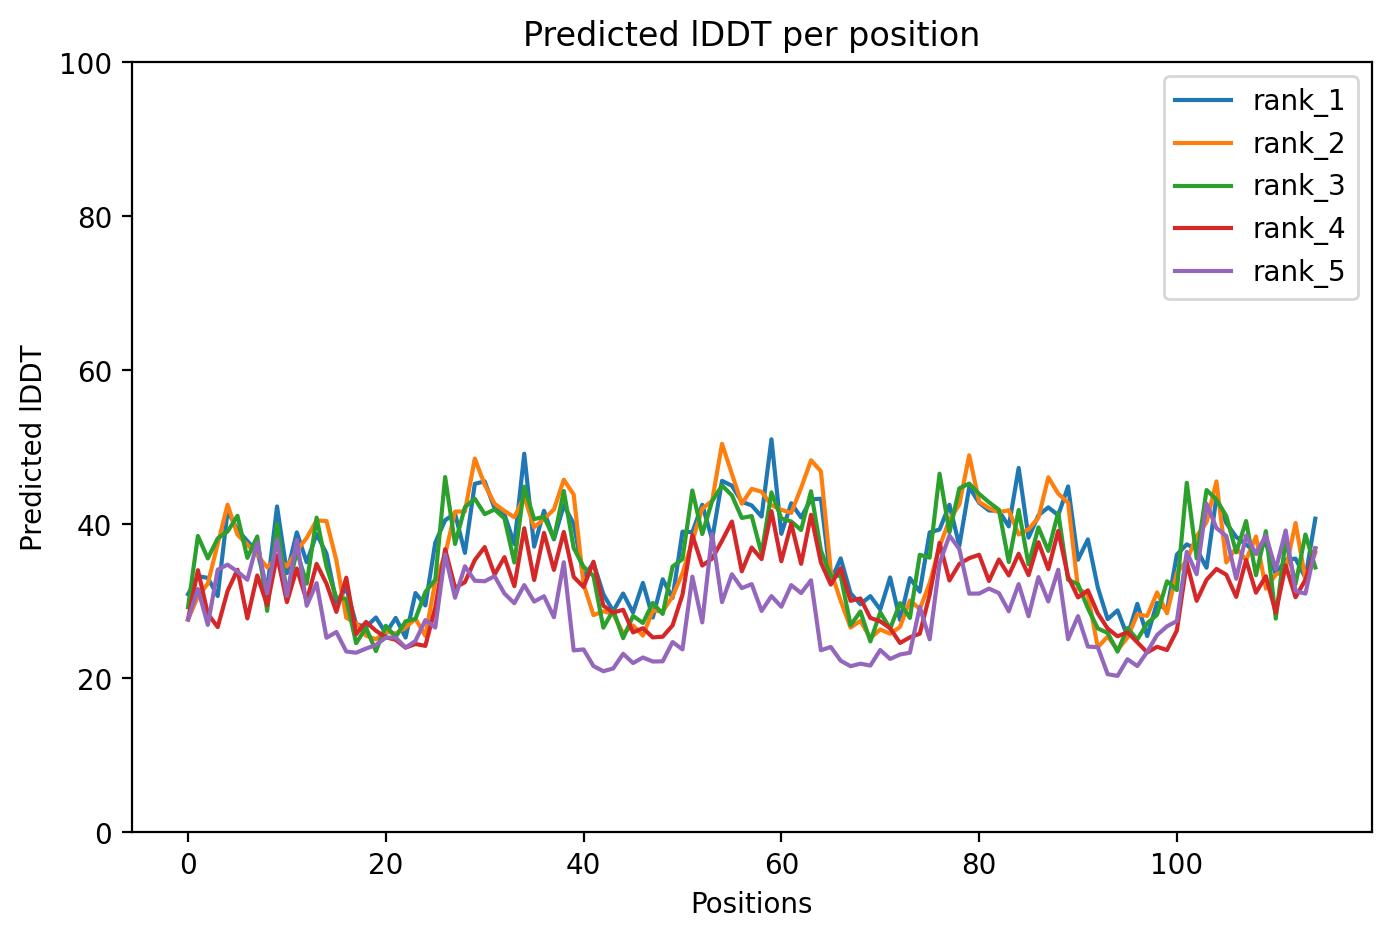 Predicted lDDT per position
100
80
60
40
20
0
Predicted lDDT
0 20 40 60 80 100
Positions
rank_1
rank_2
rank_3
rank_4
rank_5